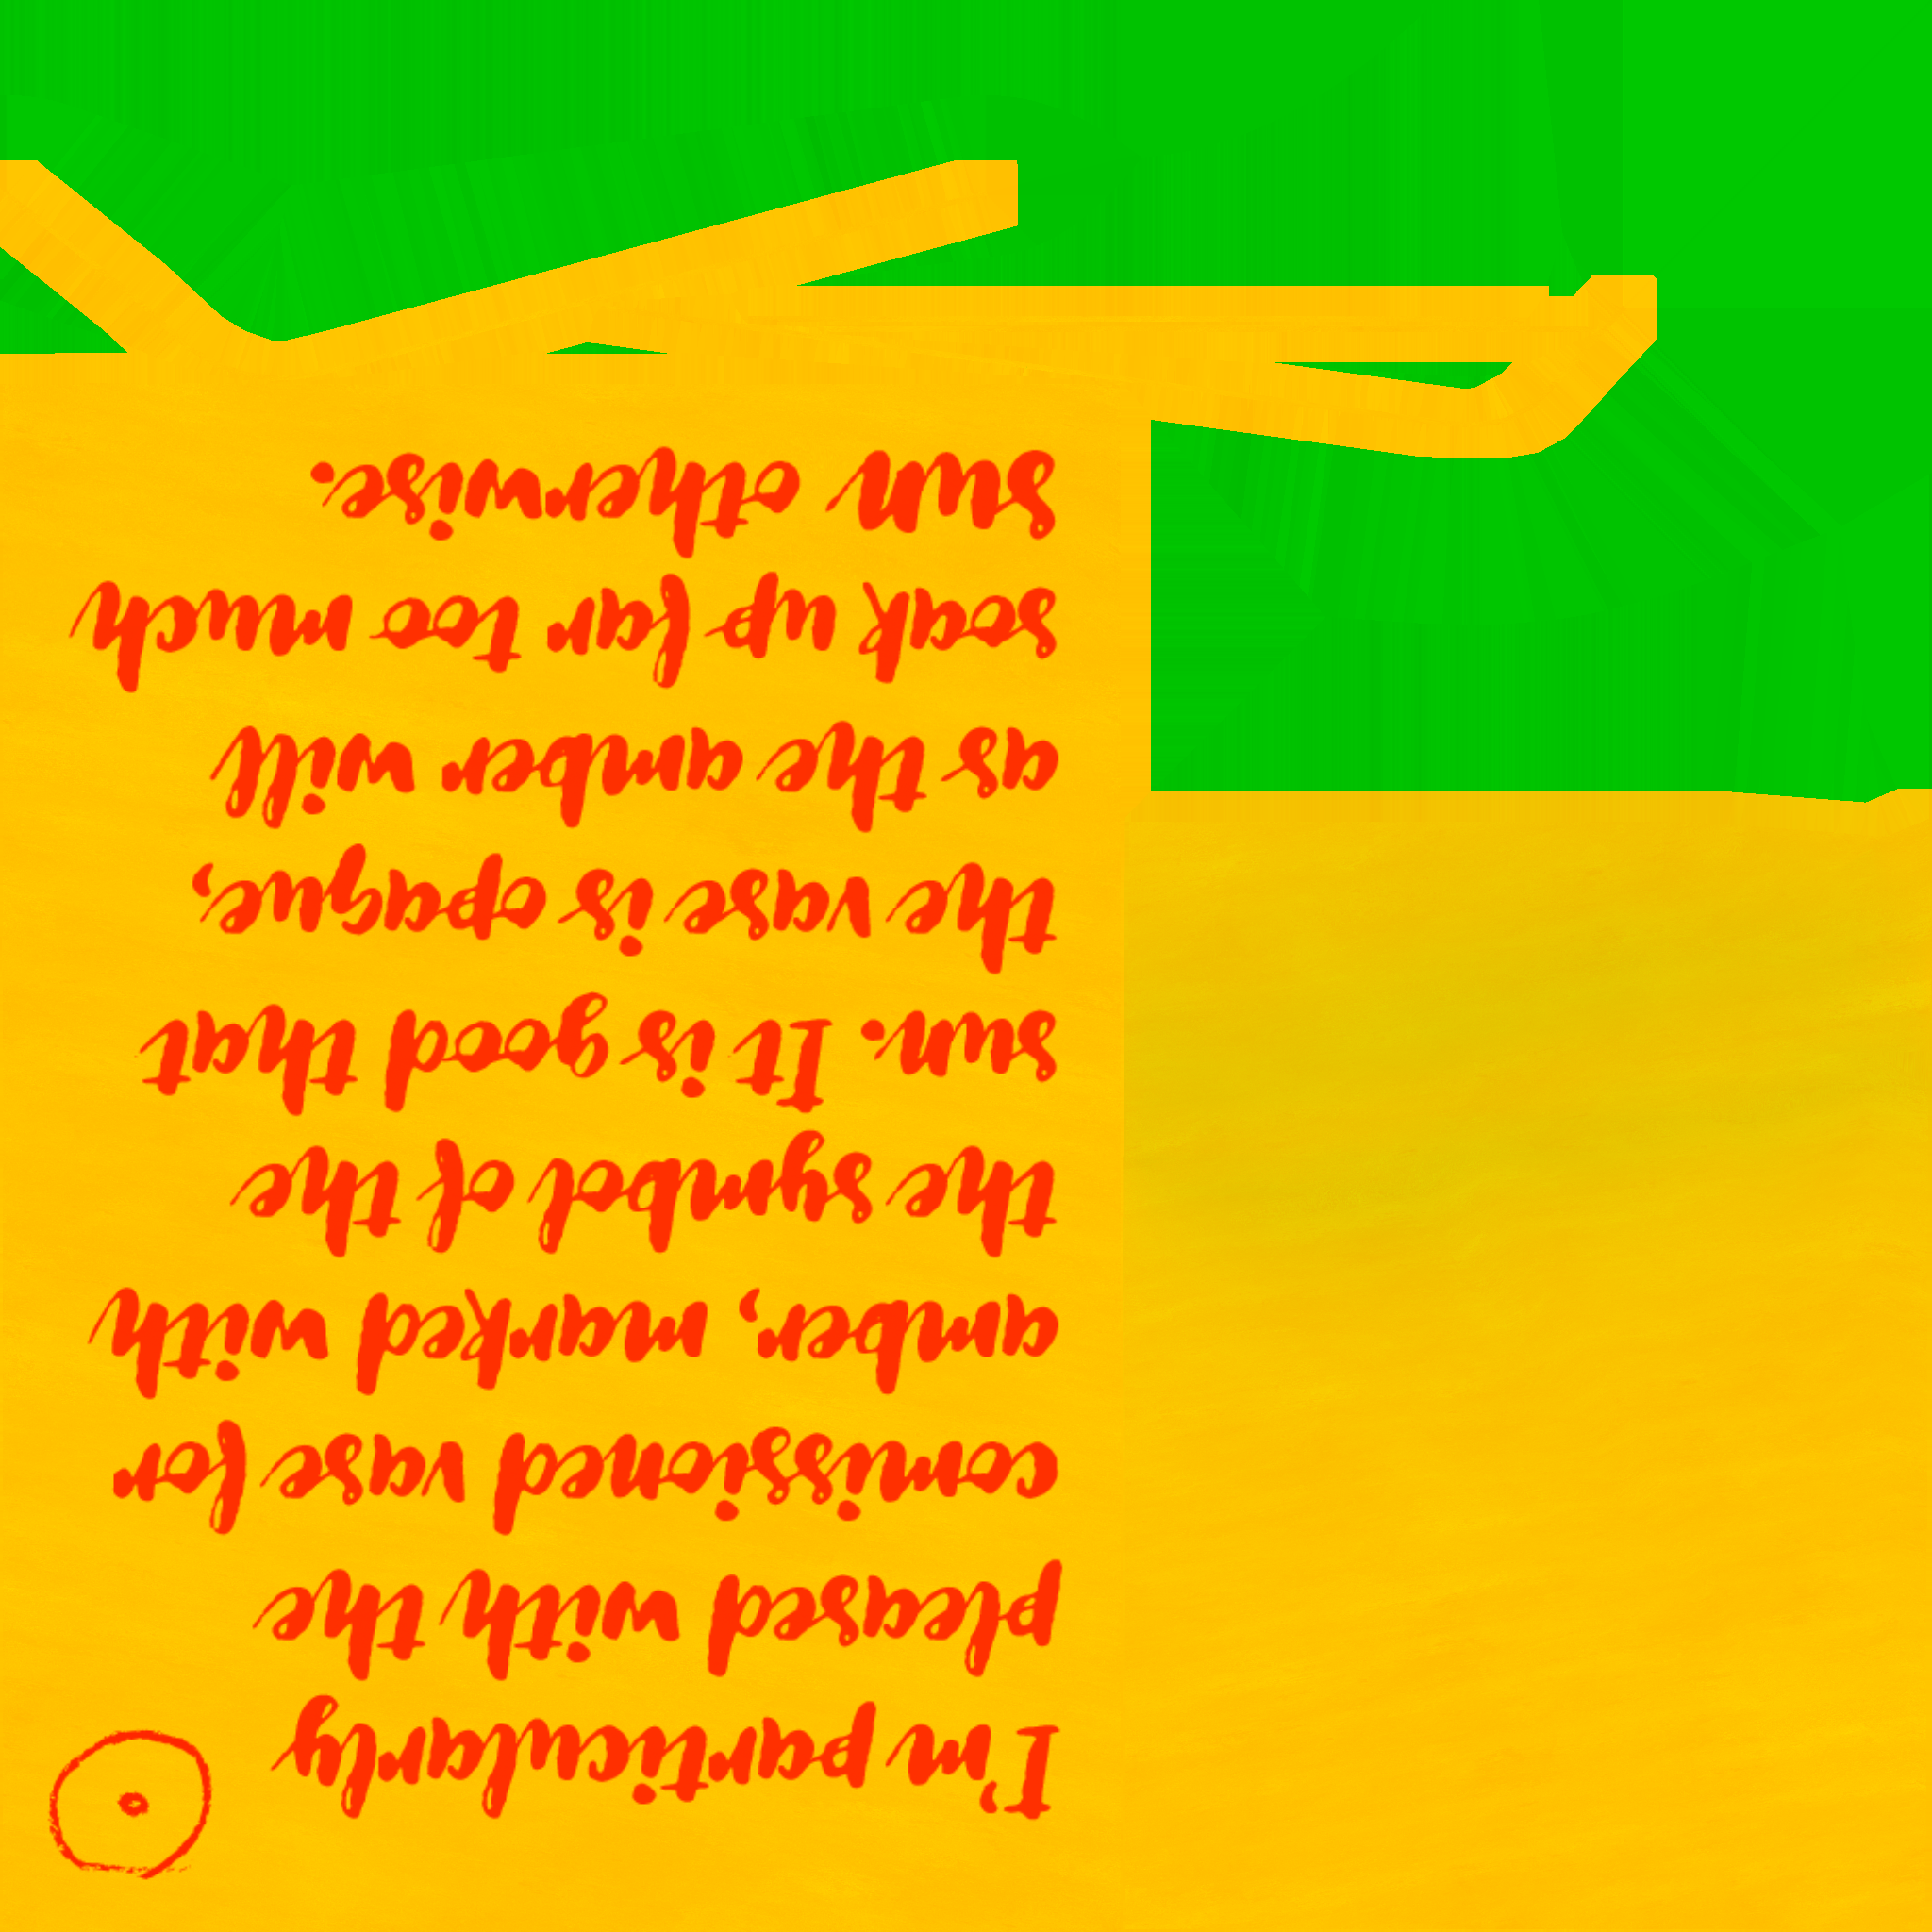 I'm particularly
pleased with the
comissioned vase for
amber, marked with
the symbol of the
sun. It is good that
the vase is opaque,
as the amber will
soak up far too much
sun otherwise.